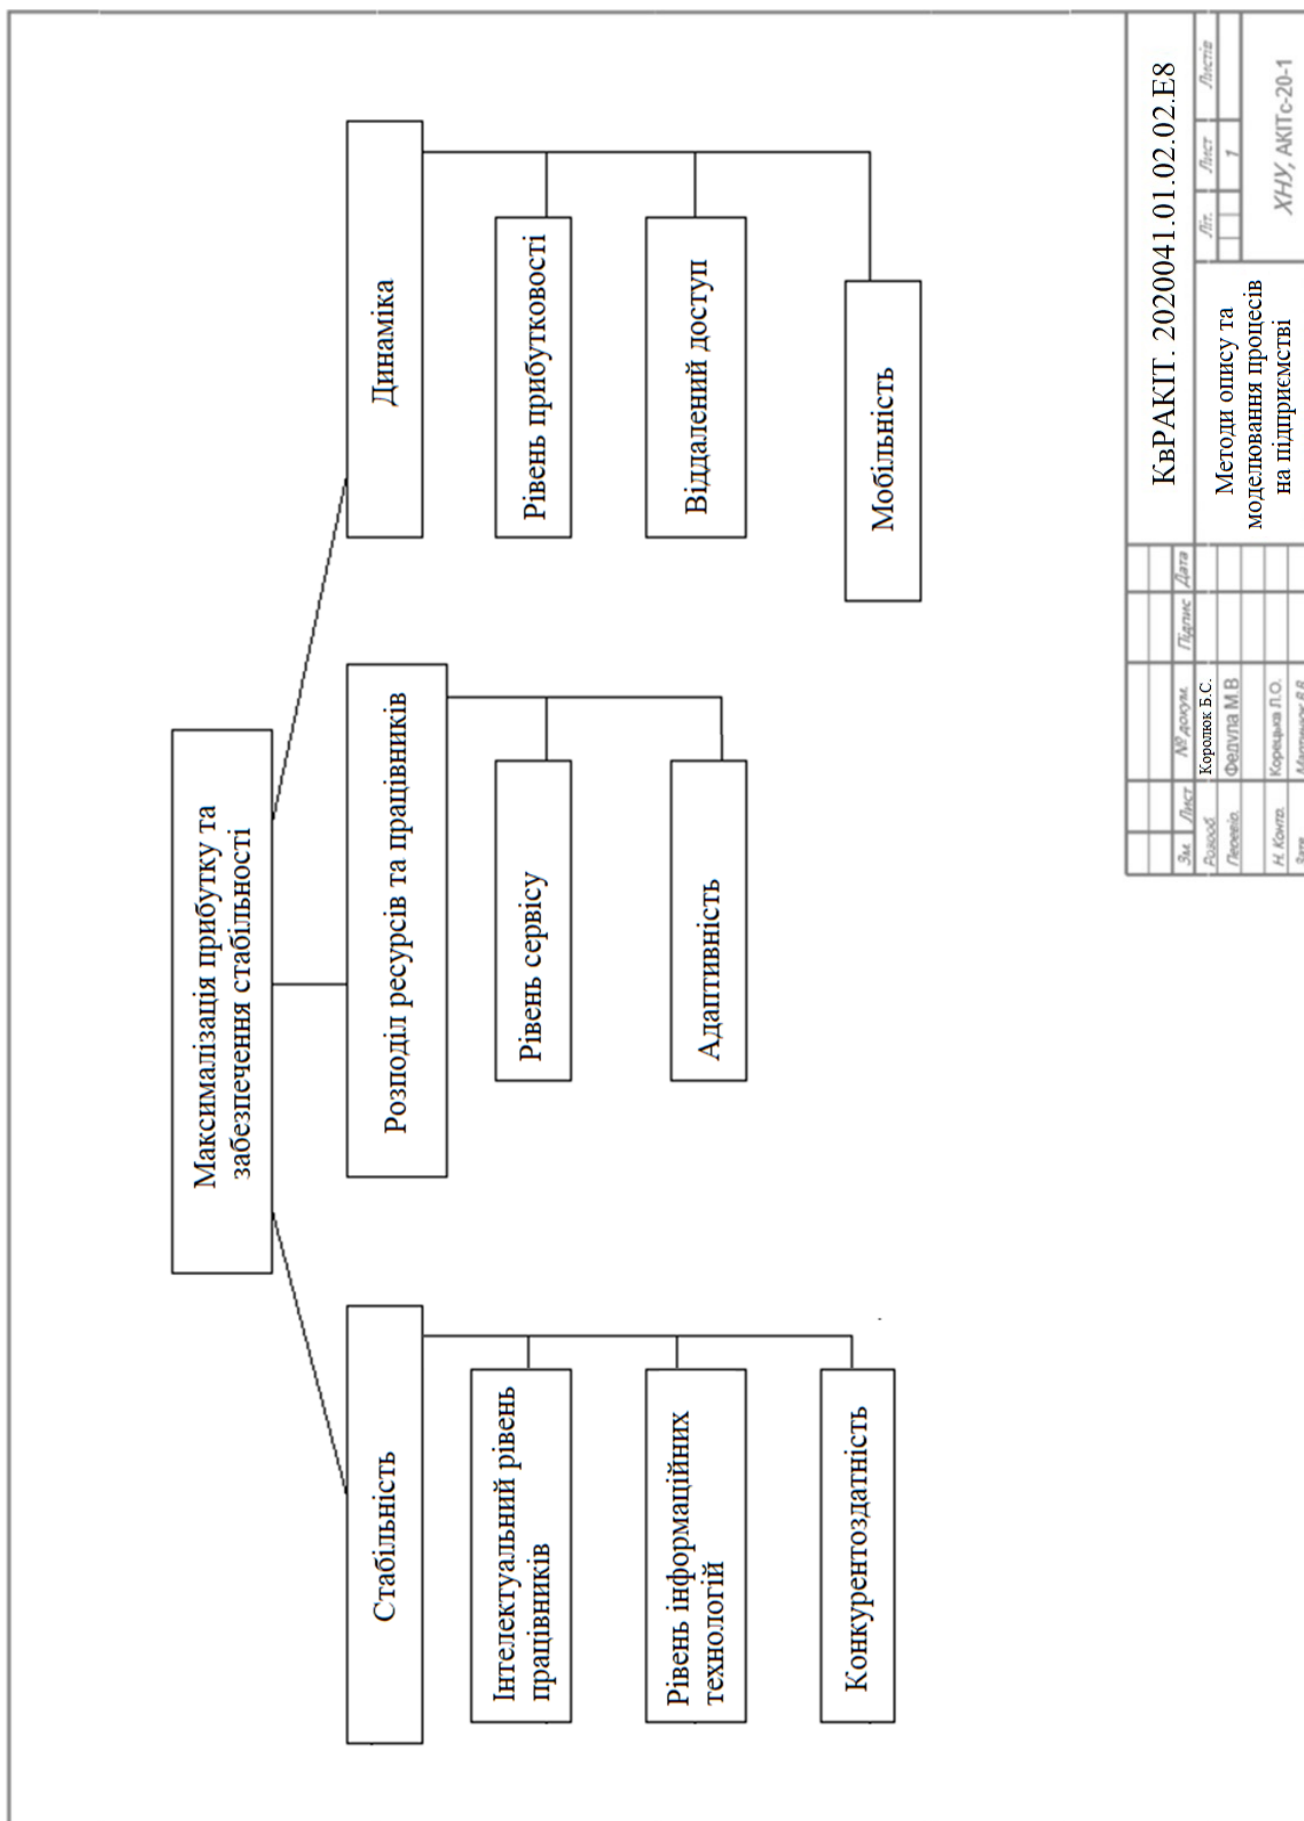 Максималізація прибутку та
забезпечення стабільності
Стабільність
Інтелектуальний рівень
працівників
Рівень інформаційних
технологій
Конкурентоздатність
Розподіл ресурсів та працівників
Рівень сервісу
Адаптивність
Динаміка
Рівень прибутковості
Віддалений доступ
Мобільність
КвРАКІТ. 2020041.01.02.02.Е8
Зм. Лист № докум. Підпис Дата
Розроб. Королюк Б.С.
Перевір. Федула М.В
Н. Контр. Корецька Л.О.
Методи опису та
моделювання процесів
на підприємстві
Літ. Лист Листів
1
ХНУ, АКІТс-20-1